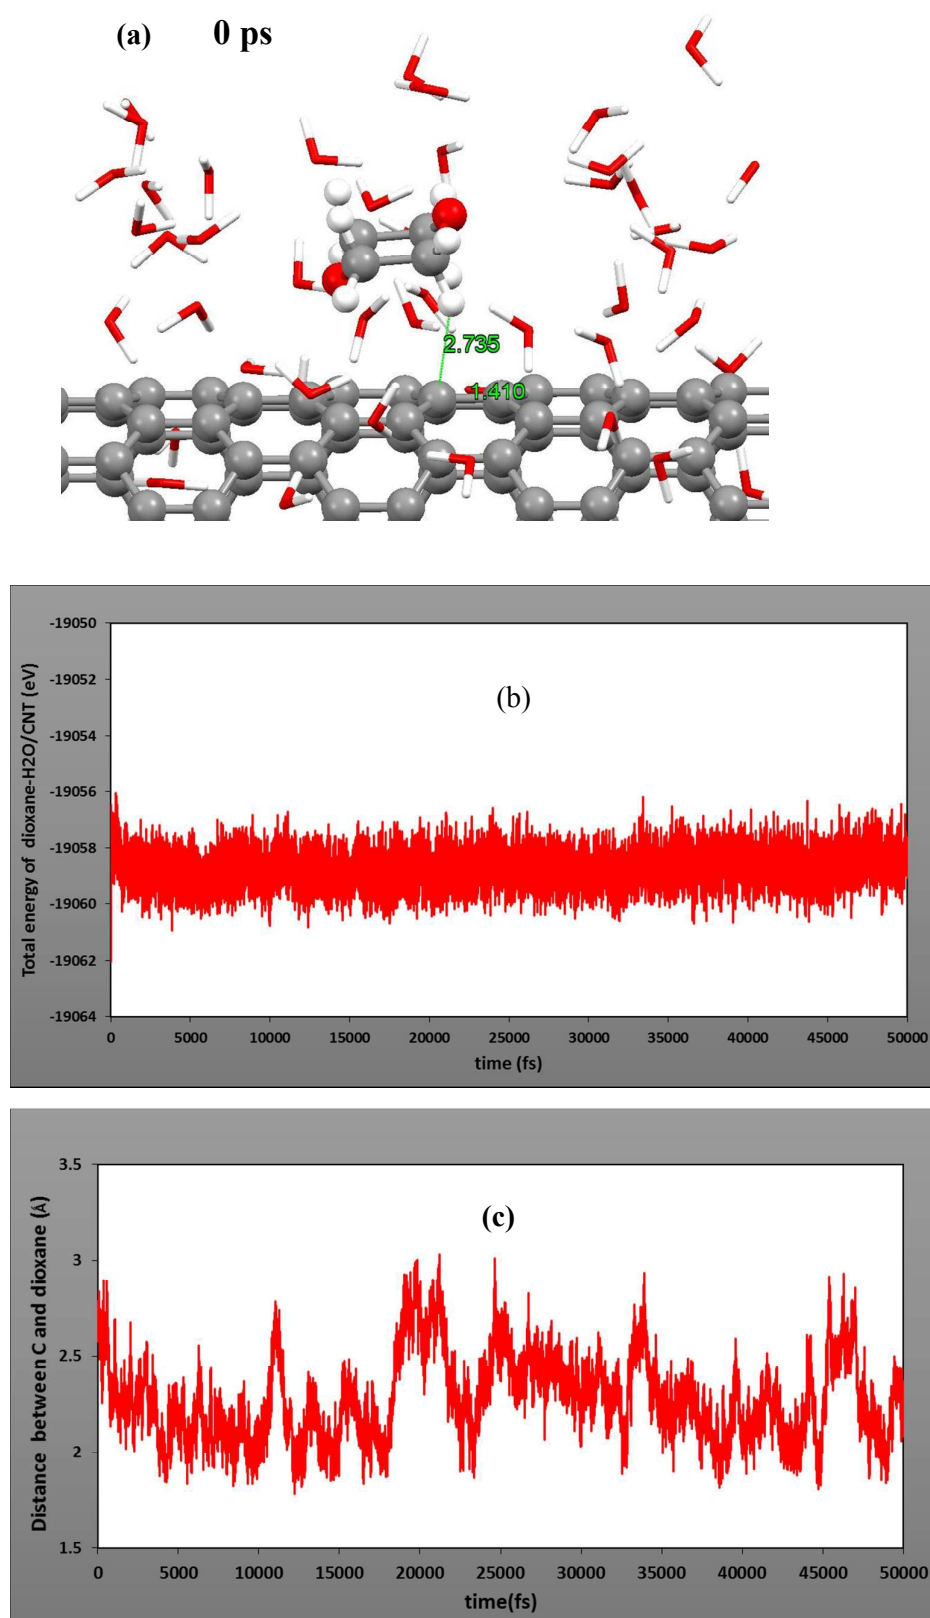 (a) 0 ps
2.735
1.410
Total energy of dioxane-H2O/CNT (eV)
-19050
-19052
-19054
-19056
-19058
-19060
-19062
-19064
(b)
0 5000 10000 15000 20000 25000 30000 35000 40000 45000 50000
time (fs)
Distance between C and dioxane (Å)
3.5
3
2.5
2
1.5
(c)
0 5000 10000 15000 20000 25000 30000 35000 40000 45000 50000
time(fs)